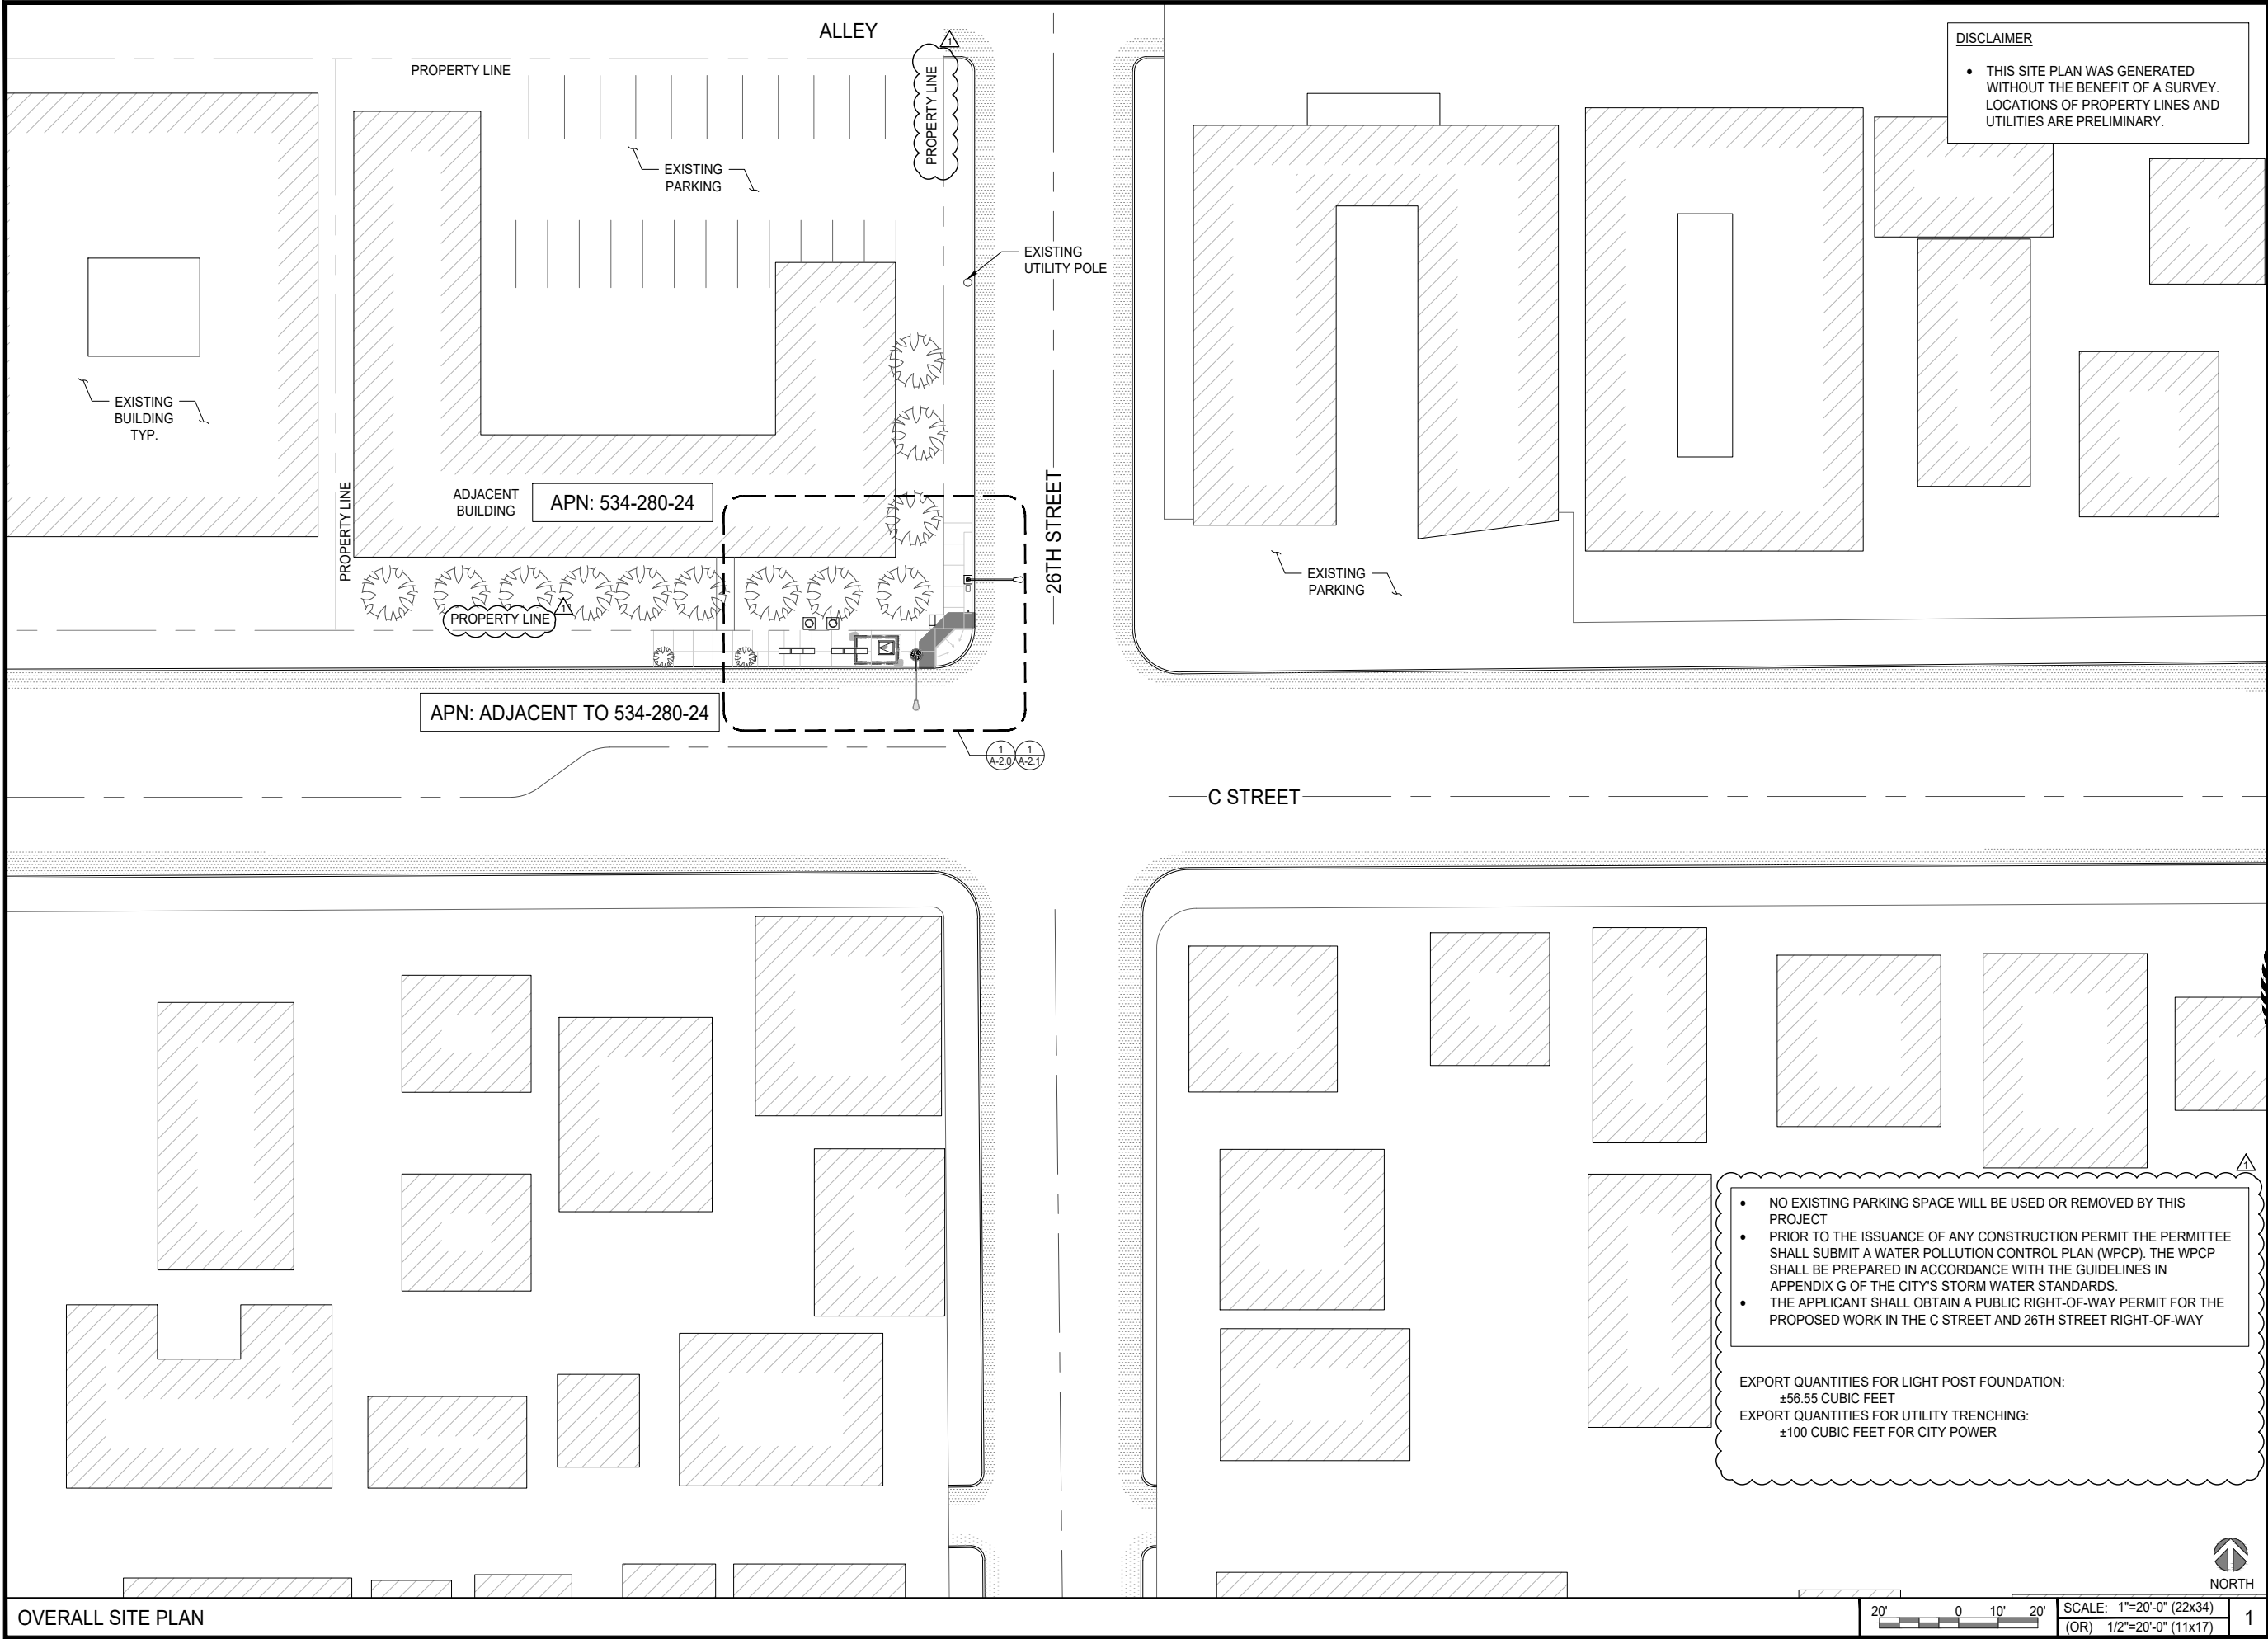 ALLEY
PROPERTY LINE
1
PROPERTY LINE
DISCLAIMER
• THIS SITE PLAN WAS GENERATED
WITHOUT THE BENEFIT OF A SURVEY.
LOCATIONS OF PROPERTY LINES AND
UTILITIES ARE PRELIMINARY.
EXISTING
PARKING
EXISTING
UTILITY POLE
EXISTING
BUILDING
TYP.
PROPERTY LINE
ADJACENT
BUILDING
APN: 534-280-24
26TH STREET
EXISTING
PARKING
PROPERTY LINE
1
APN: ADJACENT TO 534-280-24
1
A-2.0
1
A-2.1
C STREET
1
• NO EXISTING PARKING SPACE WILL BE USED OR REMOVED BY THIS
PROJECT
• PRIOR TO THE ISSUANCE OF ANY CONSTRUCTION PERMIT THE PERMITTEE
SHALL SUBMIT A WATER POLLUTION CONTROL PLAN (WPCP). THE WPCP
SHALL BE PREPARED IN ACCORDANCE WITH THE GUIDELINES IN
APPENDIX G OF THE CITY'S STORM WATER STANDARDS.
• THE APPLICANT SHALL OBTAIN A PUBLIC RIGHT-OF-WAY PERMIT FOR THE
PROPOSED WORK IN THE C STREET AND 26TH STREET RIGHT-OF-WAY
EXPORT QUANTITIES FOR LIGHT POST FOUNDATION:
±56.55 CUBIC FEET
EXPORT QUANTITIES FOR UTILITY TRENCHING:
±100 CUBIC FEET FOR CITY POWER
NORTH
OVERALL SITE PLAN
20' 0 10' 20'
SCALE: 1"=20'-0" (22x34)
(OR) 1/2"=20'-0" (11x17)
1